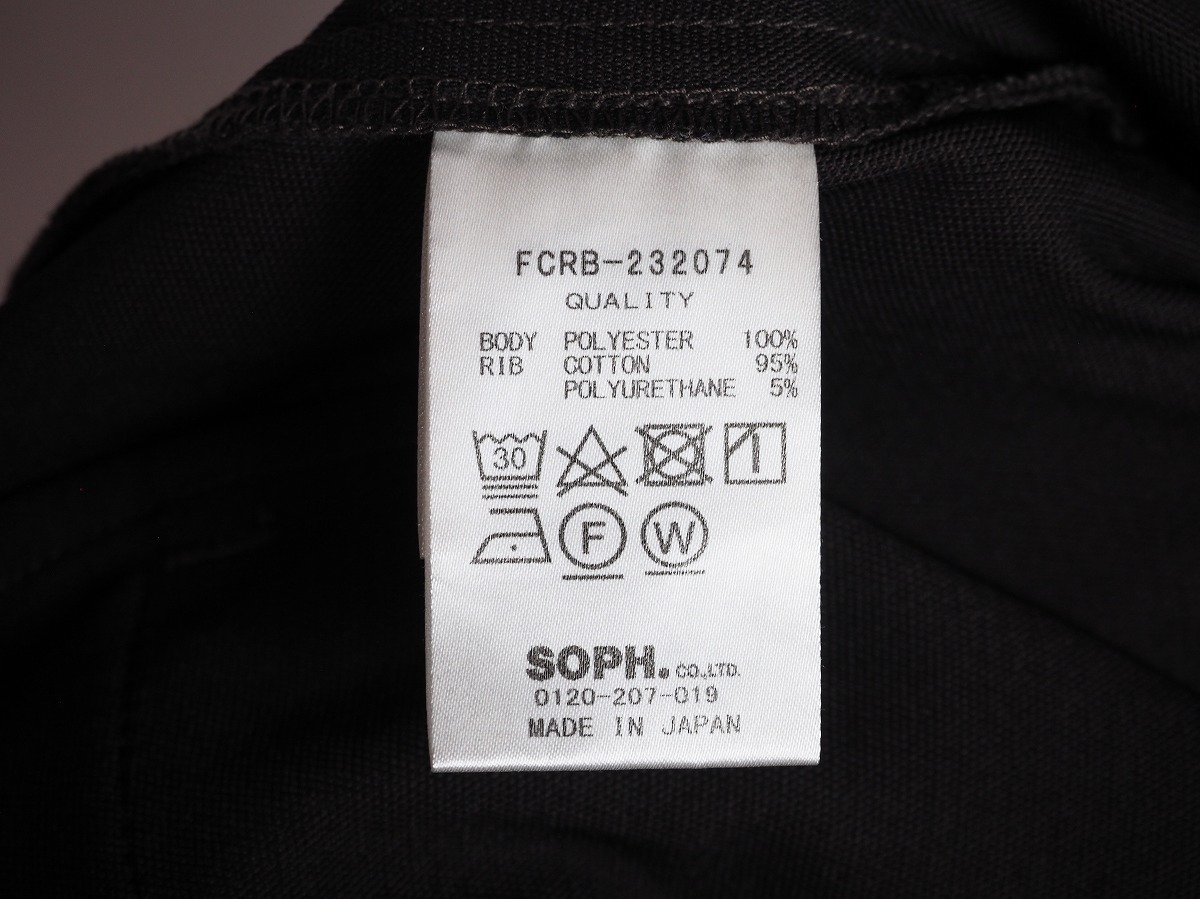 FCRB-232074
QUALITY
BODY POLYESTER 100%
RIB COTTON 95%
POLYURETHANE 5%
30
F W
SOPH. CO.,LTD.
0120-207-019
MADE IN JAPAN